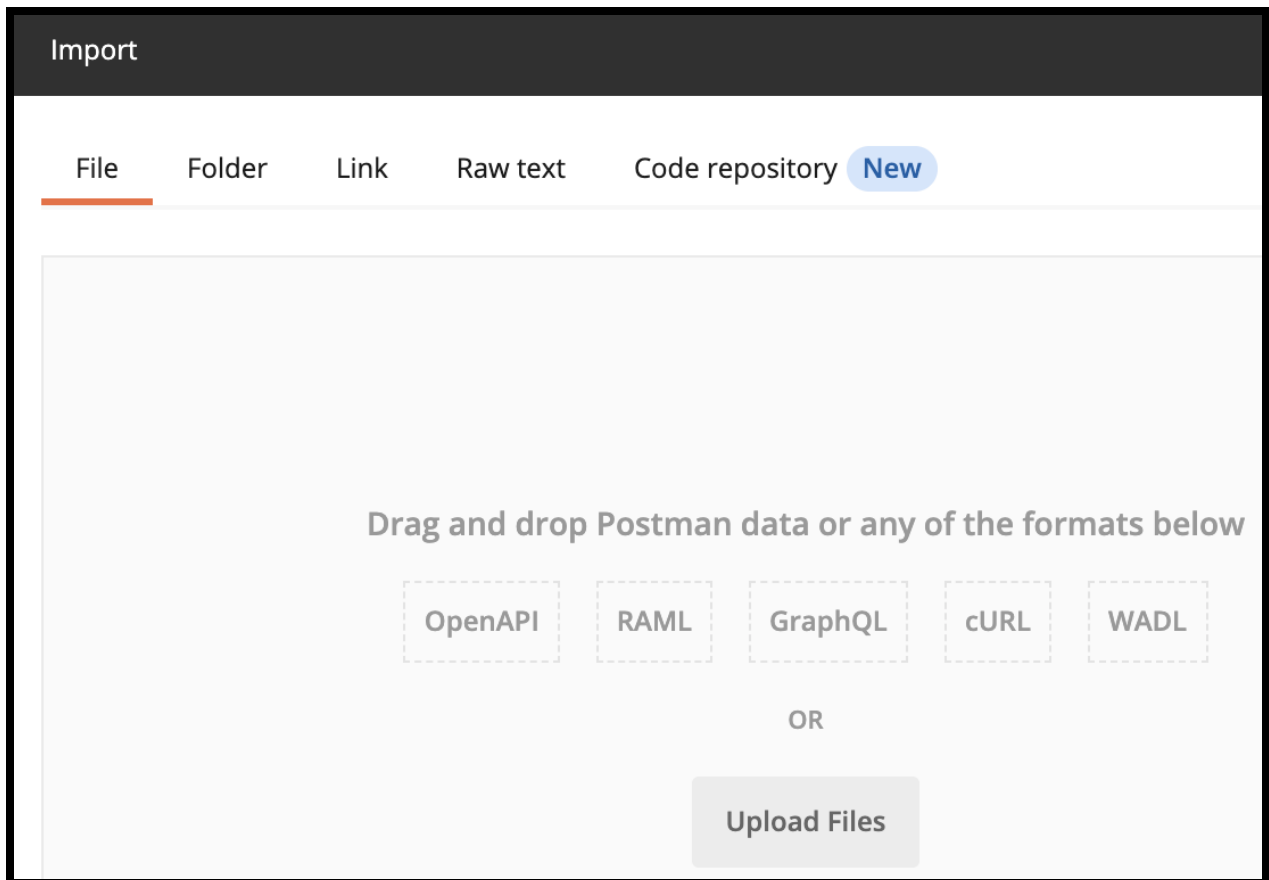 Import
File Folder Link Raw text Code repository New
Drag and drop Postman data or any of the formats below
OpenAPI RAML GraphQL cURL WADL
OR
Upload Files